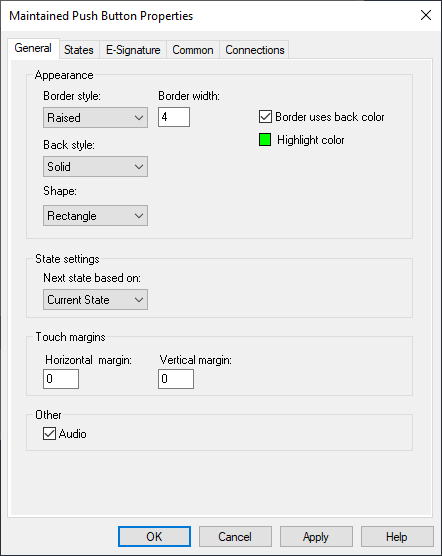 Maintained Push Button Properties
General States E-Signature Common Connections
Appearance
Border style: Border width:
Raised 4 Border uses back color
Back style: Highlight color
Solid
Shape:
Rectangle
State settings
Next state based on:
Current State
Touch margins
Horizontal margin: Vertical margin:
0 0
Other
Audio
OK Cancel Apply Help